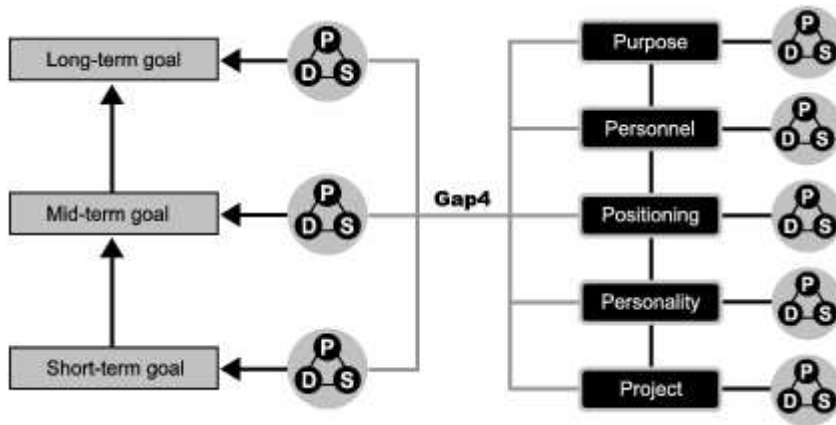 Long-term goal
P
D S
Mid-term goal
P
D S
Short-term goal
P
D S
Gap4
Purpose
P
D S
Personnel
P
D S
Positioning
P
D S
Personality
P
D S
Project
P
D S